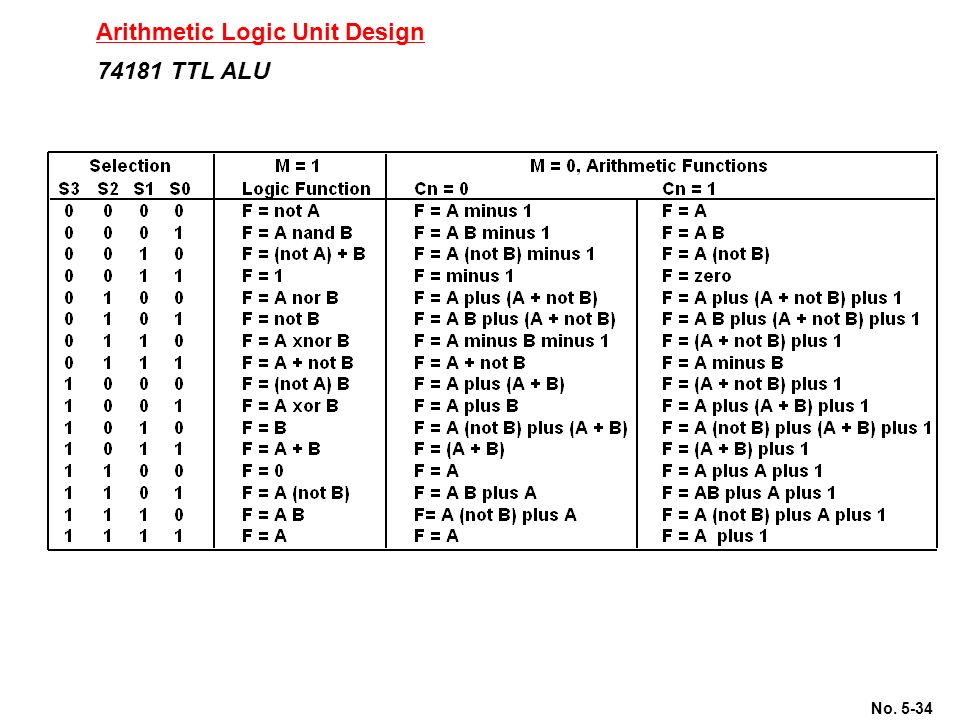 Arithmetic Logic Unit Design
74181 TTL ALU
Selection M = 1 M = 0, Arithmetic Functions
S3 S2 S1 S0 Logic Function Cn = 0 Cn = 1
0 0 0 0 F = not A F = A minus 1 F = A
0 0 0 1 F = A nand B F = A B minus 1 F = A B
0 0 1 0 F = (not A) + B F = A (not B) minus 1 F = A (not B)
0 0 1 1 F = 1 F = minus 1 F = zero
0 1 0 0 F = A nor B F = A plus (A + not B) F = A plus (A + not B) plus 1
0 1 0 1 F = not B F = A B plus (A + not B) F = A B plus (A + not B) plus 1
0 1 1 0 F = A xnor B F = A minus B minus 1 F = (A + not B) plus 1
0 1 1 1 F = A + not B F = A + not B F = A minus B
1 0 0 0 F = (not A) B F = A plus (A + B) F = (A + not B) plus 1
1 0 0 1 F = A xor B F = A plus B F = A plus (A + B) plus 1
1 0 1 0 F = B F = A (not B) plus (A + B) F = A (not B) plus (A + B) plus 1
1 0 1 1 F = A + B F = (A + B) F = (A + B) plus 1
1 1 0 0 F = 0 F = A F = A plus A plus 1
1 1 0 1 F = A (not B) F = A B plus A F = AB plus A plus 1
1 1 1 0 F = A B F= A (not B) plus A F = A (not B) plus A plus 1
1 1 1 1 F = A F = A F = A plus 1
No. 5-34